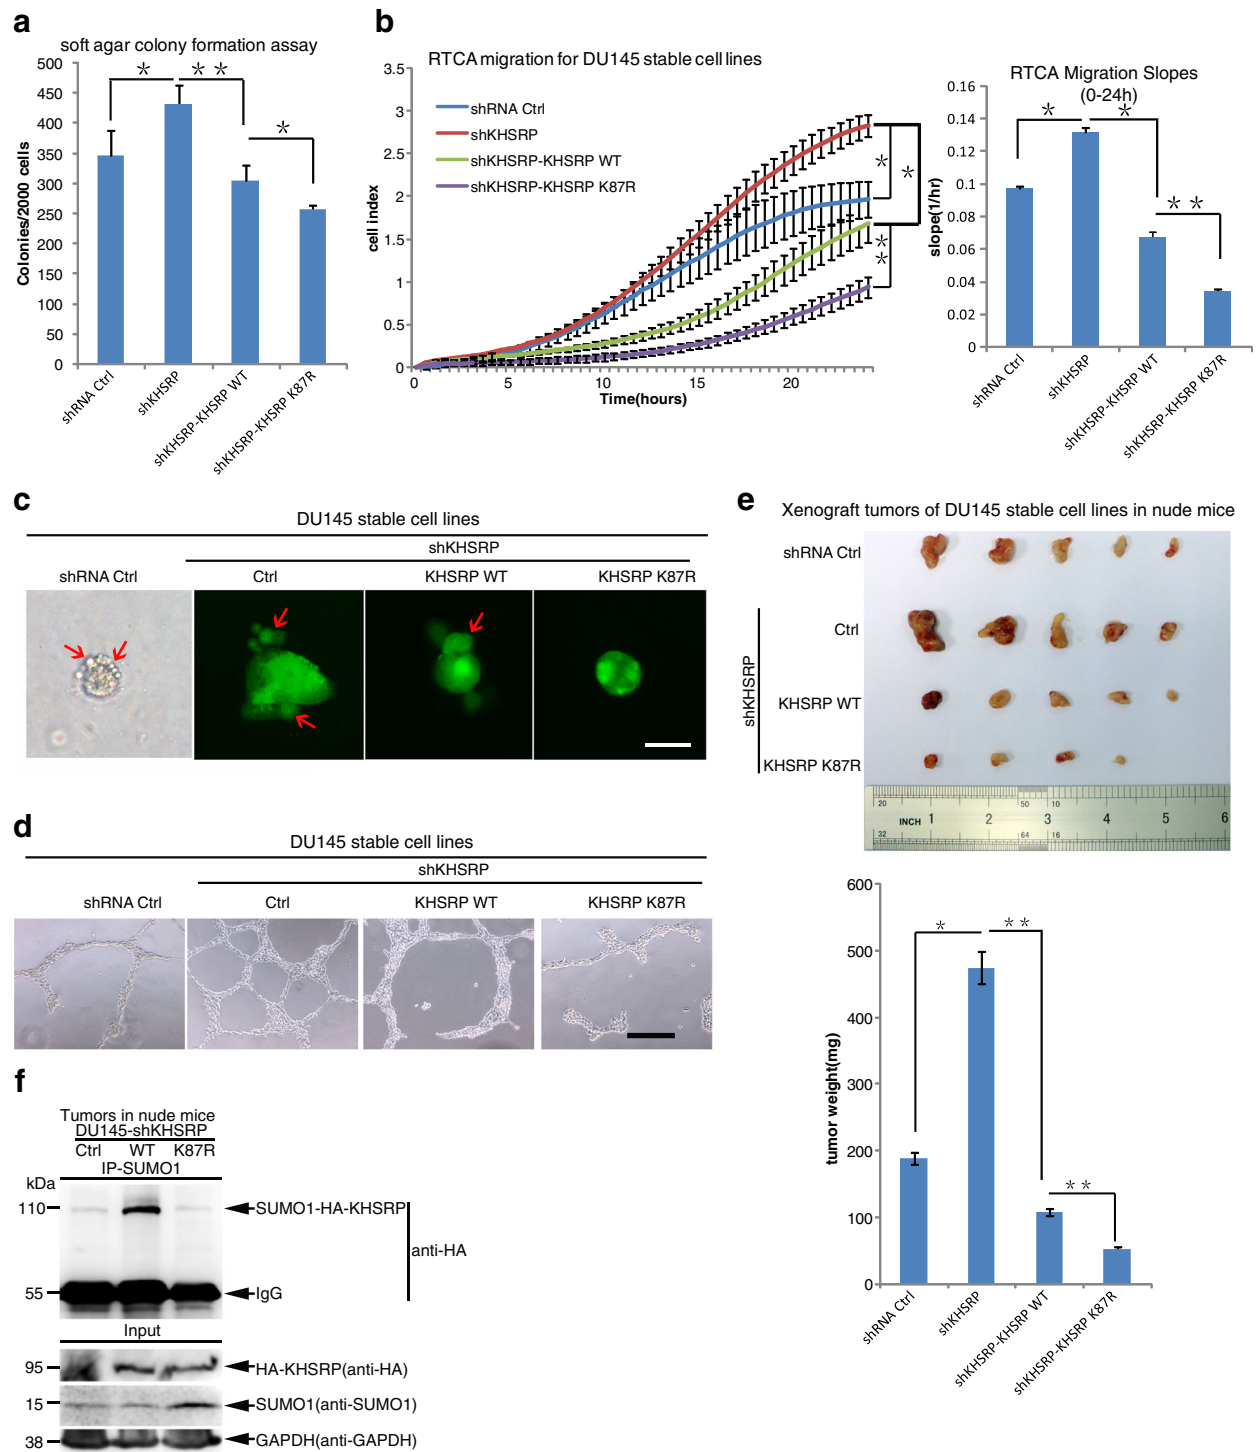 a
soft agar colony formation assay
Colonies/2000 cells
500
450
400
350
300
250
200
150
100
50
0
*
* *
*
shRNA Ctrl
shKHSRP
shKHSRP-KHSRP WT
shKHSRP-KHSRP K87R
b
RTCA migration for DU145 stable cell lines
cell index
3.5
3
2.5
2
1.5
1
0.5
0
shRNA Ctrl
shKHSRP
shKHSRP-KHSRP WT
shKHSRP-KHSRP K87R
*
*
* *
0 5 10 15 20
Time(hours)
RTCA Migration Slopes
(0-24h)
slope(1/hr)
0.16
0.14
0.12
0.1
0.08
0.06
0.04
0.02
0
*
*
* *
shRNA Ctrl
shKHSRP
shKHSRP-KHSRP WT
shKHSRP-KHSRP K87R
c
DU145 stable cell lines
shKHSRP
shRNA Ctrl Ctrl KHSRP WT KHSRP K87R
d
DU145 stable cell lines
shKHSRP
shRNA Ctrl Ctrl KHSRP WT KHSRP K87R
e
Xenograft tumors of DU145 stable cell lines in nude mice
shRNA Ctrl
shKHSRP
Ctrl
KHSRP WT
KHSRP K87R
20 50 10
INCH 1 2 3 4 5 6
32 64 16
tumor weight(mg)
600
500
400
300
200
100
0
*
* *
* *
shRNA Ctrl
shKHSRP
shKHSRP-KHSRP WT
shKHSRP-KHSRP K87R
f
Tumors in nude mice
DU145-shKHSRP
Ctrl WT K87R
IP-SUMO1
kDa
110 SUMO1-HA-KHSRP
anti-HA
55 IgG
Input
95 HA-KHSRP(anti-HA)
15 SUMO1(anti-SUMO1)
38 GAPDH(anti-GAPDH)